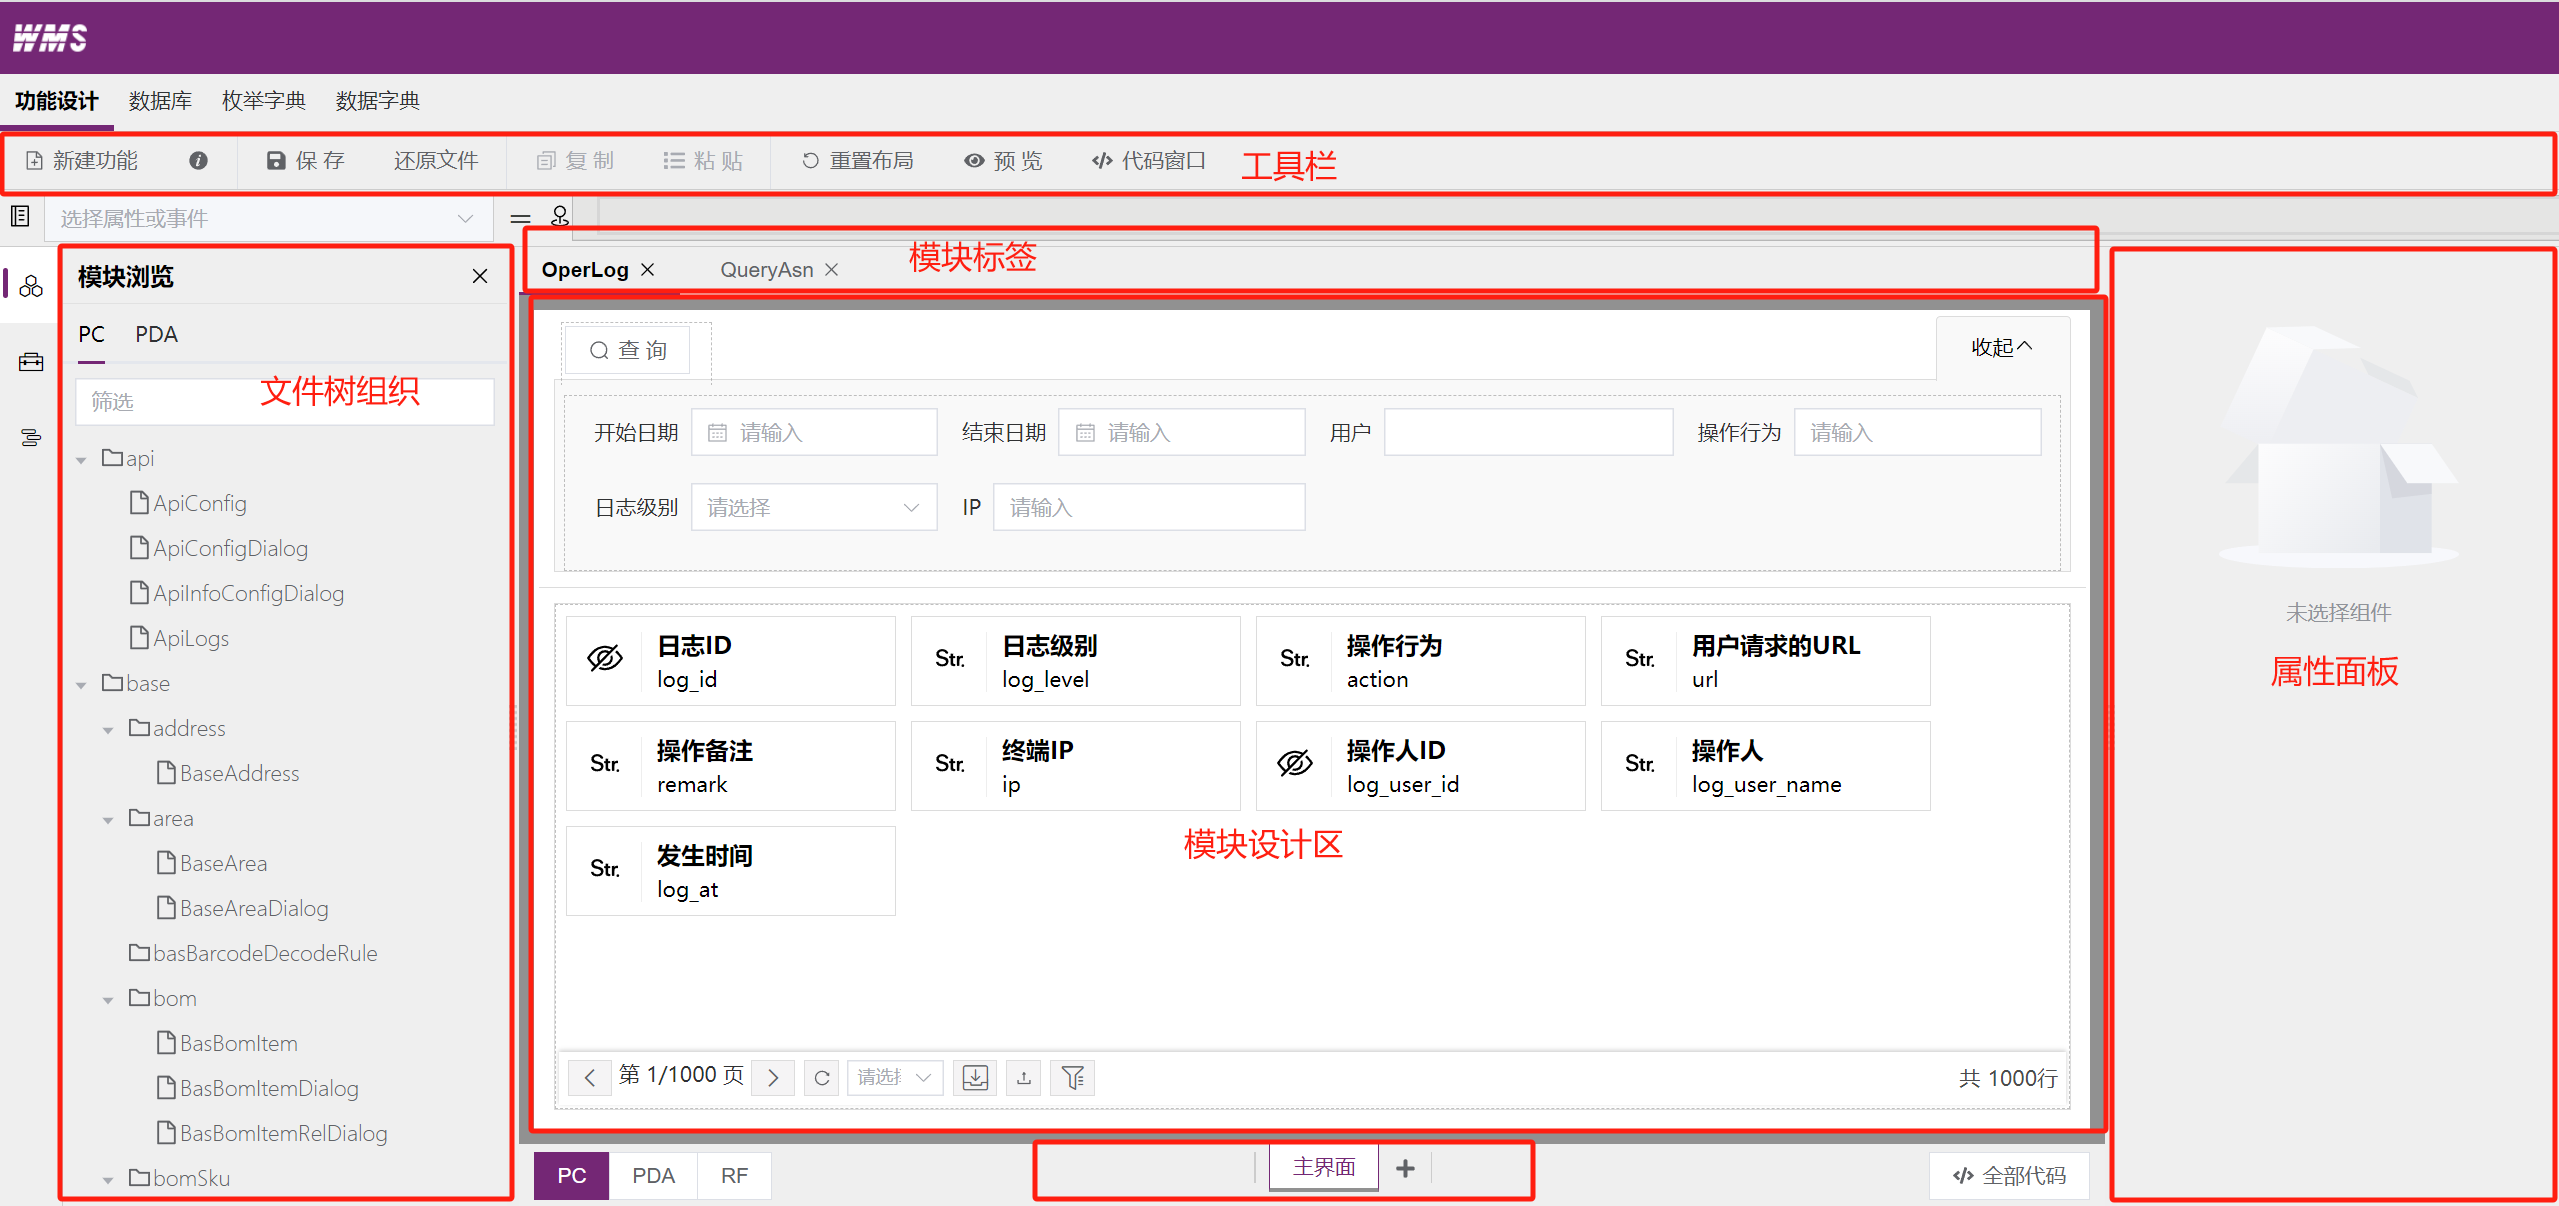 WMS
功能设计 数据库 枚举字典 数据字典
新建功能 保 存 还原文件 复 制 粘 贴 重置布局 预 览 代码窗口 工具栏
选择属性或事件
模块浏览
PC PDA
筛选 文件树组织
api
ApiConfig
ApiConfigDialog
ApiInfoConfigDialog
ApiLogs
base
address
BaseAddress
area
BaseArea
BaseAreaDialog
basBarcodeDecodeRule
bom
BasBomItem
BasBomItemDialog
BasBomItemRelDialog
bomSku
OperLog QueryAsn 模块标签
查 询 收起
开始日期 请输入 结束日期 请输入 用户 操作行为 请输入
日志级别 请选择 IP 请输入
日志ID
log_id
Str. 日志级别
log_level
Str. 操作行为
action
Str. 用户请求的URL
url
Str. 操作备注
remark
Str. 终端IP
ip
操作人ID
log_user_id
Str. 操作人
log_user_name
Str. 发生时间
log_at
模块设计区
第 1/1000 页 请选 共 1000行
PC PDA RF 主界面 全部代码
未选择组件
属性面板